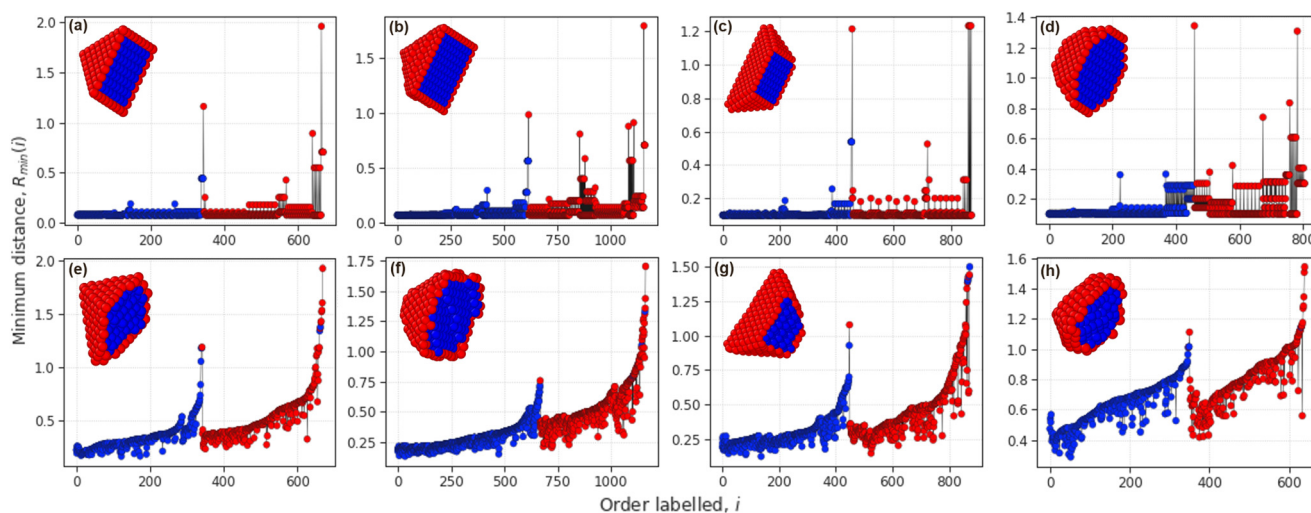 (a) (b) (c) (d)
2.0 1.5 1.0 0.5 0.0
0 200 400 600
1.5 1.0 0.5 0.0
0 250 500 750 1000
1.2 1.0 0.8 0.6 0.4 0.2
0 200 400 600 800
1.4 1.2 1.0 0.8 0.6 0.4 0.2
0 200 400 600 800
(e) (f) (g) (h)
2.0 1.5 1.0 0.5
0 200 400 600
1.75 1.50 1.25 1.00 0.75 0.50 0.25
0 250 500 750 1000
1.50 1.25 1.00 0.75 0.50 0.25
0 200 400 600 800
1.6 1.4 1.2 1.0 0.8 0.6 0.4
0 200 400 600
Minimum distance, R_min(i)
Order labelled, i